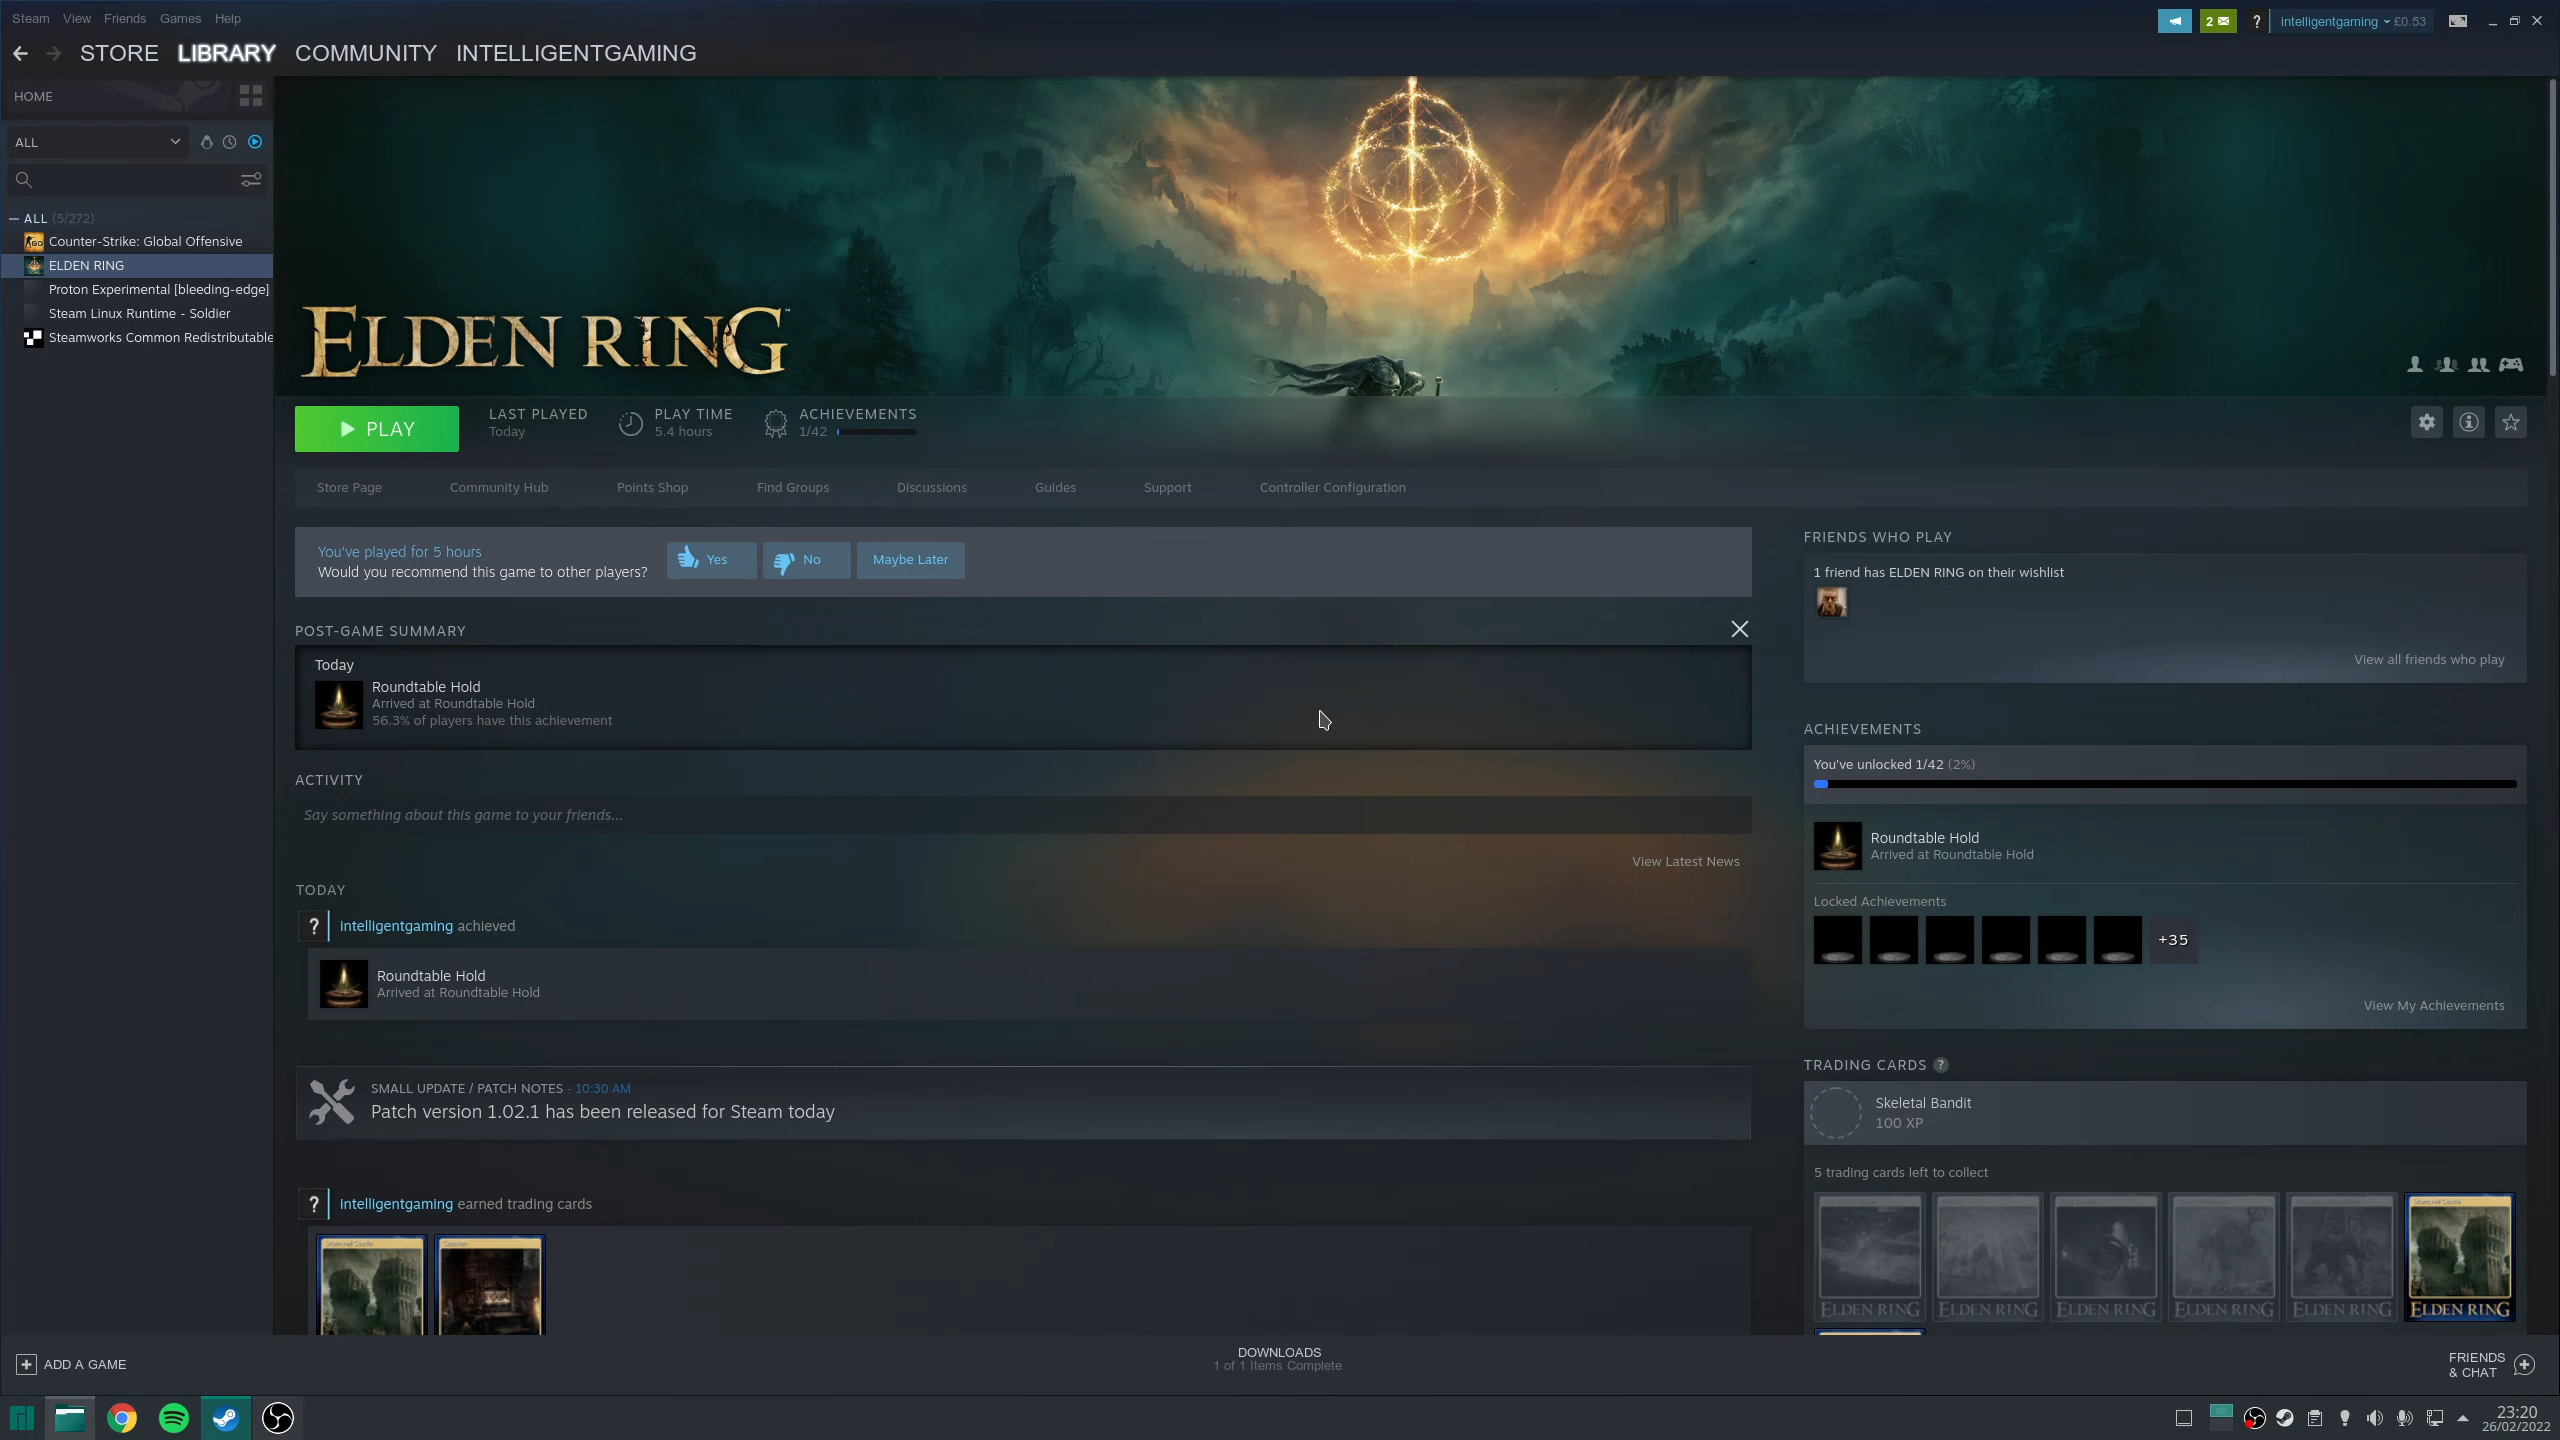 Steam View Friends Games Help
2 ? intelligentgaming £0.53
STORE LIBRARY COMMUNITY INTELLIGENTGAMING
HOME
ALL
ALL (5/272)
Counter-Strike: Global Offensive
ELDEN RING
Proton Experimental [bleeding-edge]
Steam Linux Runtime - Soldier
Steamworks Common Redistributable
ELDEN RING
PLAY
LAST PLAYED
Today
PLAY TIME
5.4 hours
ACHIEVEMENTS
1/42
Store Page Community Hub Points Shop Find Groups Discussions Guides Support Controller Configuration
You've played for 5 hours
Would you recommend this game to other players?
Yes No Maybe Later
POST-GAME SUMMARY
Today
Roundtable Hold
Arrived at Roundtable Hold
56.3% of players have this achievement
ACTIVITY
Say something about this game to your friends...
View Latest News
TODAY
? intelligentgaming achieved
Roundtable Hold
Arrived at Roundtable Hold
SMALL UPDATE / PATCH NOTES - 10:30 AM
Patch version 1.02.1 has been released for Steam today
? intelligentgaming earned trading cards
FRIENDS WHO PLAY
1 friend has ELDEN RING on their wishlist
View all friends who play
ACHIEVEMENTS
You've unlocked 1/42 (2%)
Roundtable Hold
Arrived at Roundtable Hold
Locked Achievements
+35
View My Achievements
TRADING CARDS ?
Skeletal Bandit
100 XP
5 trading cards left to collect
ELDEN RING ELDEN RING ELDEN RING ELDEN RING ELDEN RING ELDEN RING
ADD A GAME
DOWNLOADS
1 of 1 Items Complete
FRIENDS
& CHAT
23:20
26/02/2022